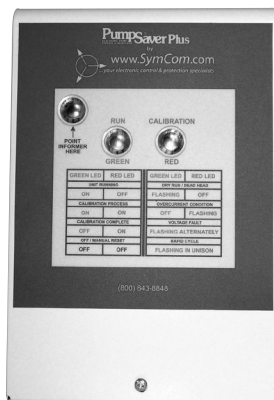 PumpSaver Plus
by
www.SymCom.com
...your electronic control & protection specialists
POINT
INFORMER
HERE
RUN
GREEN
CALIBRATION
RED
GREEN LED RED LED
UNIT RUNNING
ON OFF
CALIBRATION PROCESS
ON ON
CALIBRATION COMPLETE
OFF ON
OFF / MANUAL RESET
OFF OFF
GREEN LED RED LED
DRY RUN / DEAD HEAD
FLASHING OFF
OVERCURRENT CONDITION
OFF FLASHING
VOLTAGE FAULT
FLASHING ALTERNATELY
RAPID CYCLE
FLASHING IN UNISON
(800) 843-8848